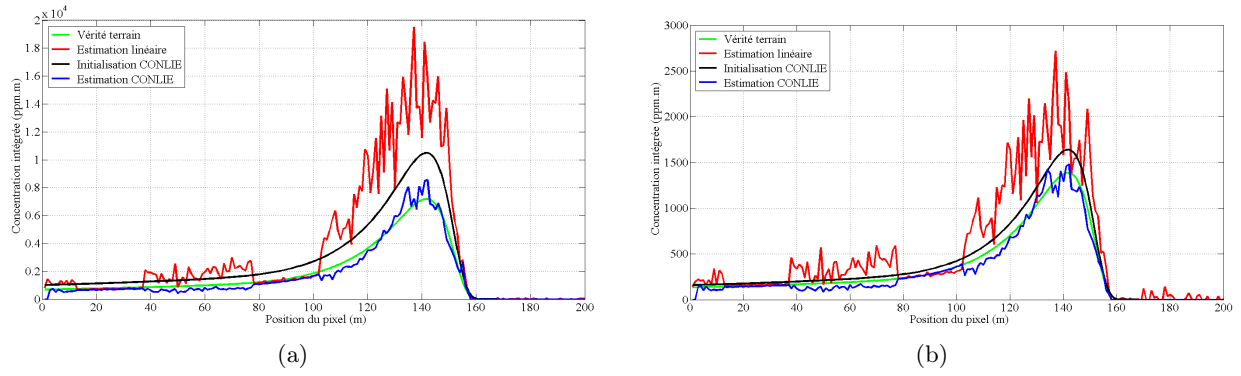 x 10^4
2
1.8
1.6
1.4
1.2
1
0.8
0.6
0.4
0.2
0
Concentration intégrée (ppm.m)
Vérité terrain
Estimation linéaire
Initialisation CONLIE
Estimation CONLIE
0 20 40 60 80 100 120 140 160 180 200
Position du pixel (m)
(a)
3000
2500
2000
1500
1000
500
0
Concentration intégrée (ppm.m)
Vérité terrain
Estimation linéaire
Initialisation CONLIE
Estimation CONLIE
0 20 40 60 80 100 120 140 160 180 200
Position du pixel (m)
(b)